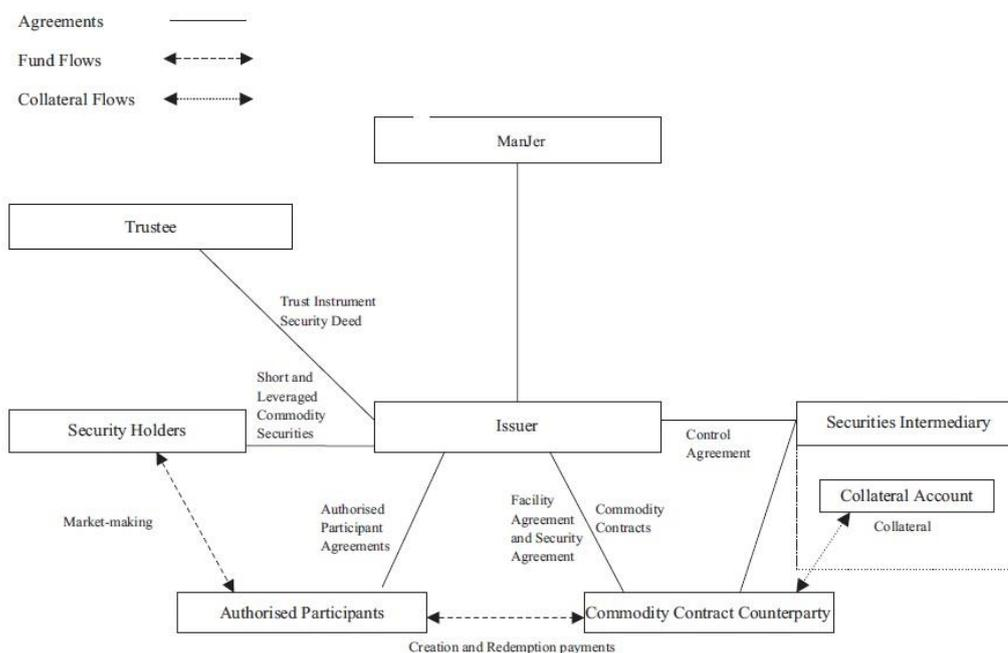 Agreements
Fund Flows
Collateral Flows
ManJer
Trustee
Trust Instrument
Security Deed
Short and
Leveraged
Commodity
Securities
Security Holders
Issuer
Securities Intermediary
Control
Agreement
Collateral Account
Collateral
Market-making
Authorised
Participant
Agreements
Facility
Agreement
and Security
Agreement
Commodity
Contracts
Authorised Participants
Commodity Contract Counterparty
Creation and Redemption payments